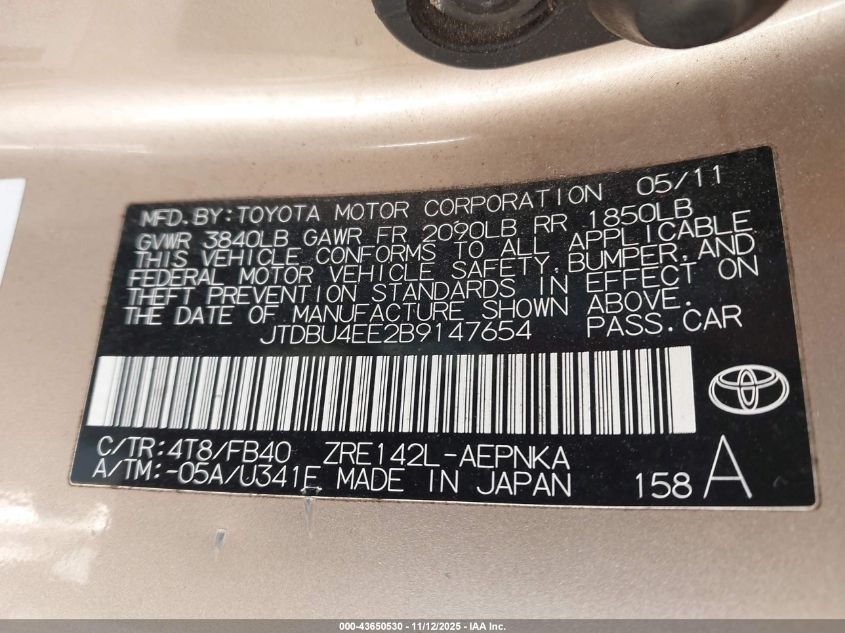 MFD.BY:TOYOTA MOTOR CORPORATION 05/11
GVWR 3840LB GAWR FR 2090LB RR 1850LB
THIS VEHICLE CONFORMS TO ALL APPLICABLE
FEDERAL MOTOR VEHICLE SAFETY,BUMPER,AND
THEFT PREVENTION STANDARDS IN EFFECT ON
THE DATE OF MANUFACTURE SHOWN ABOVE.
JTDBU4EE2B9147654 PASS.CAR
C/TR:4T8/FB40 ZRE142L-AEPNKA
A/TM:-05A/U341F MADE IN JAPAN 158 A
000-43650530 - 11/12/2025 - IAA Inc.